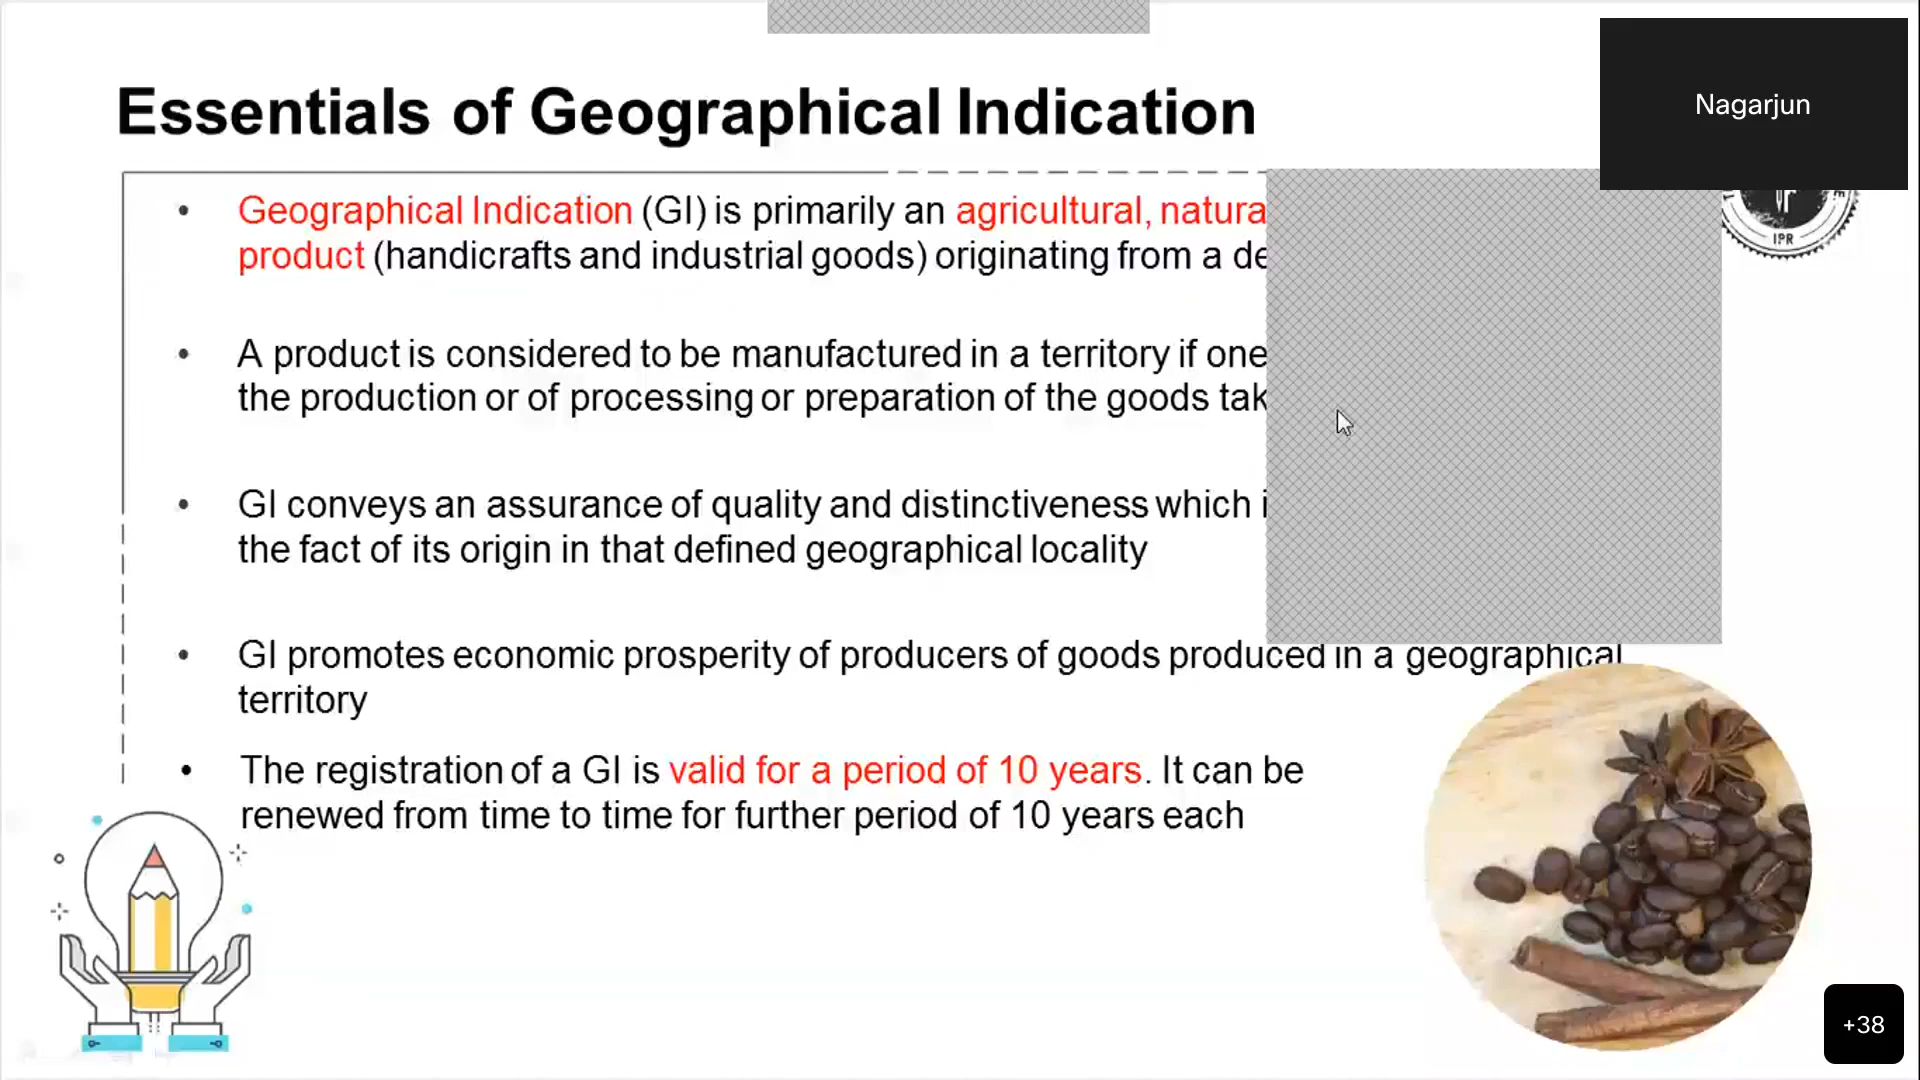 Essentials of Geographical Indication
Nagarjun
• Geographical Indication (GI) is primarily an agricultural,
product (handicrafts and industrial goods) originating from a
IPR
• A product is considered to be manufactured in a territory if one
the production or of processing or preparation of the goods
• GI conveys an assurance of quality and distinctiveness which
the fact of its origin in that defined geographical locality
• GI promotes economic prosperity of producers of goods produced in a geographical
territory
• The registration of a GI is valid for a period of 10 years. It can be
renewed from time to time for further period of 10 years each
+38